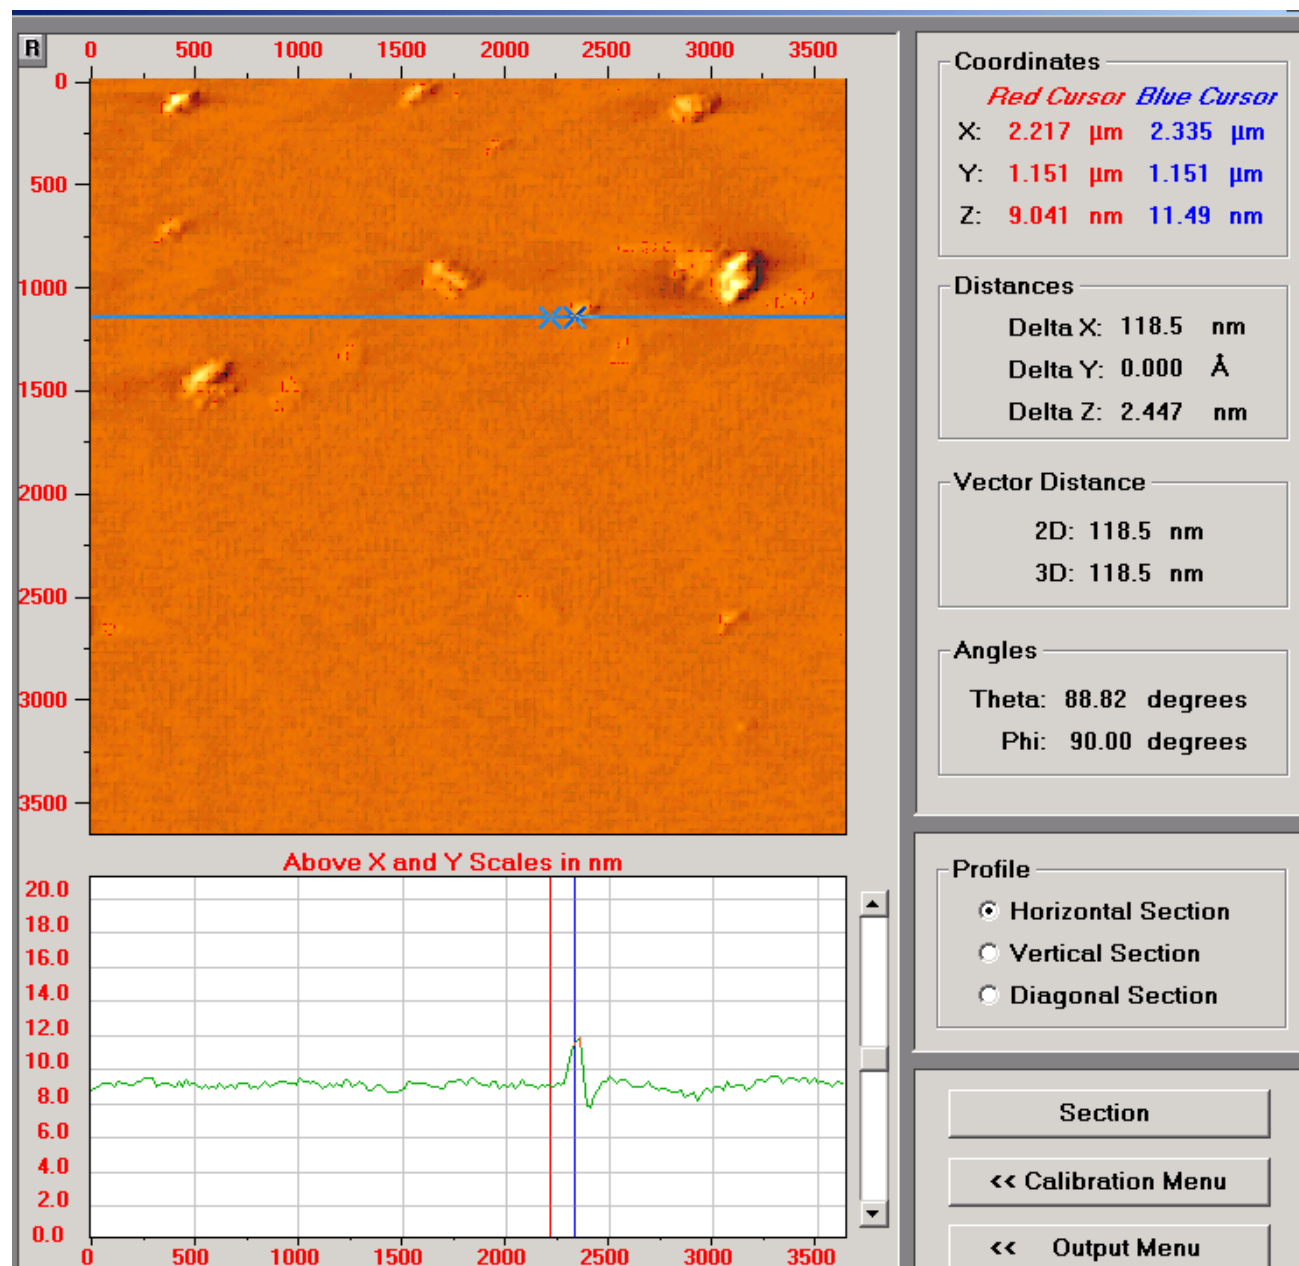 R
0 500 1000 1500 2000 2500 3000 3500
0
500
1000
1500
2000
2500
3000
3500
Above X and Y Scales in nm
20.0
18.0
16.0
14.0
12.0
10.0
8.0
6.0
4.0
2.0
0.0
0 500 1000 1500 2000 2500 3000 3500
Coordinates
Red Cursor Blue Cursor
X: 2.217 µm 2.335 µm
Y: 1.151 µm 1.151 µm
Z: 9.041 nm 11.49 nm
Distances
Delta X: 118.5 nm
Delta Y: 0.000 Å
Delta Z: 2.447 nm
Vector Distance
2D: 118.5 nm
3D: 118.5 nm
Angles
Theta: 88.82 degrees
Phi: 90.00 degrees
Profile
Horizontal Section
Vertical Section
Diagonal Section
Section
<< Calibration Menu
<< Output Menu